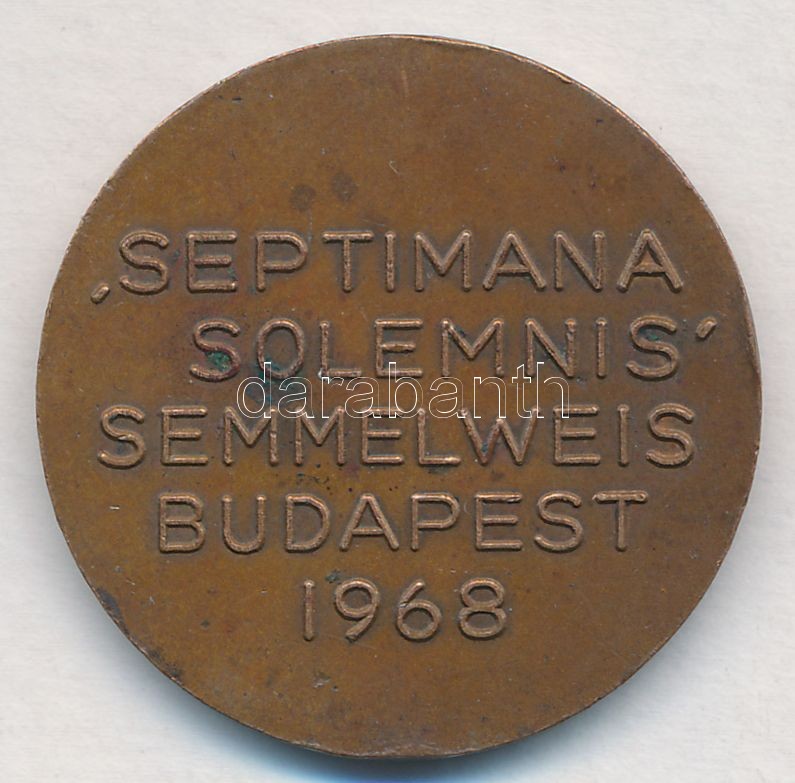 ‚SEPTIMANA
SOLEMNIS’
darabanth
SEMMELWEIS
BUDAPEST
1968